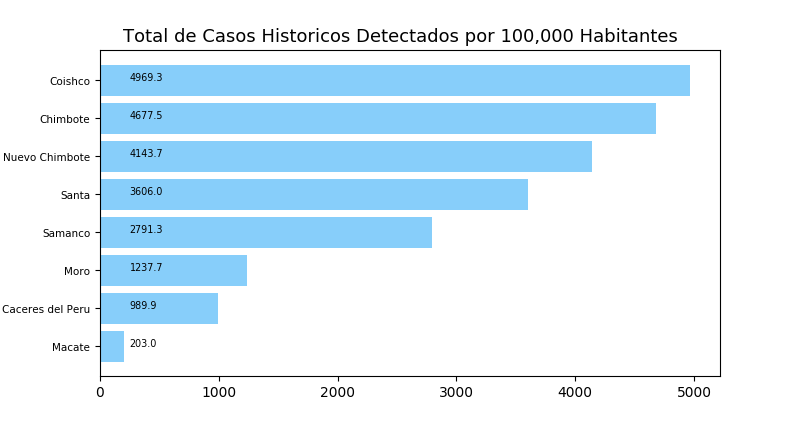 Total de Casos Historicos Detectados por 100,000 Habitantes
Coishco 4969.3
Chimbote 4677.5
Nuevo Chimbote 4143.7
Santa 3606.0
Samanco 2791.3
Moro 1237.7
Caceres del Peru 989.9
Macate 203.0
0 1000 2000 3000 4000 5000